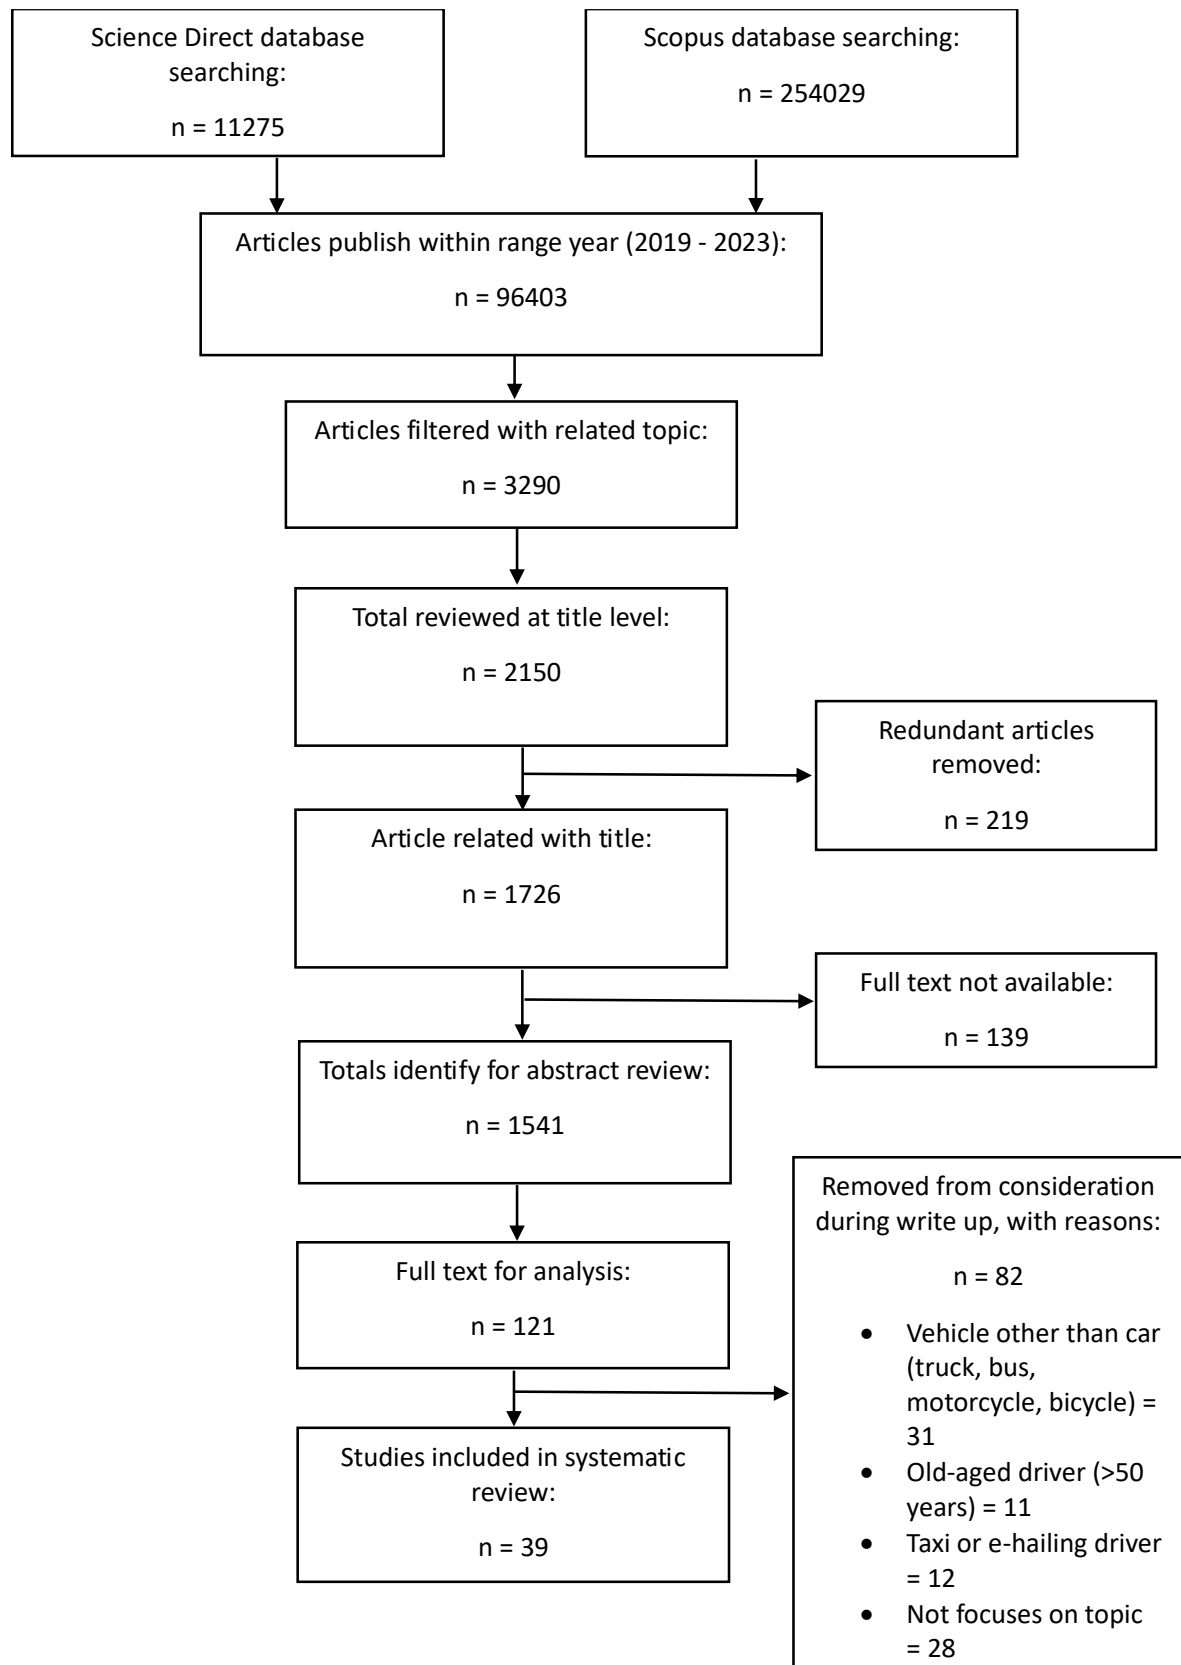 Science Direct database
searching:
n = 11275
Scopus database searching:
n = 254029
Articles publish within range year (2019 - 2023):
n = 96403
Articles filtered with related topic:
n = 3290
Total reviewed at title level:
n = 2150
Redundant articles
removed:
n = 219
Article related with title:
n = 1726
Full text not available:
n = 139
Totals identify for abstract review:
n = 1541
Removed from consideration
during write up, with reasons:
n = 82
• Vehicle other than car
(truck, bus,
motorcycle, bicycle) =
31
• Old-aged driver (>50
years) = 11
• Taxi or e-hailing driver
= 12
• Not focuses on topic
= 28
Full text for analysis:
n = 121
Studies included in systematic
review:
n = 39